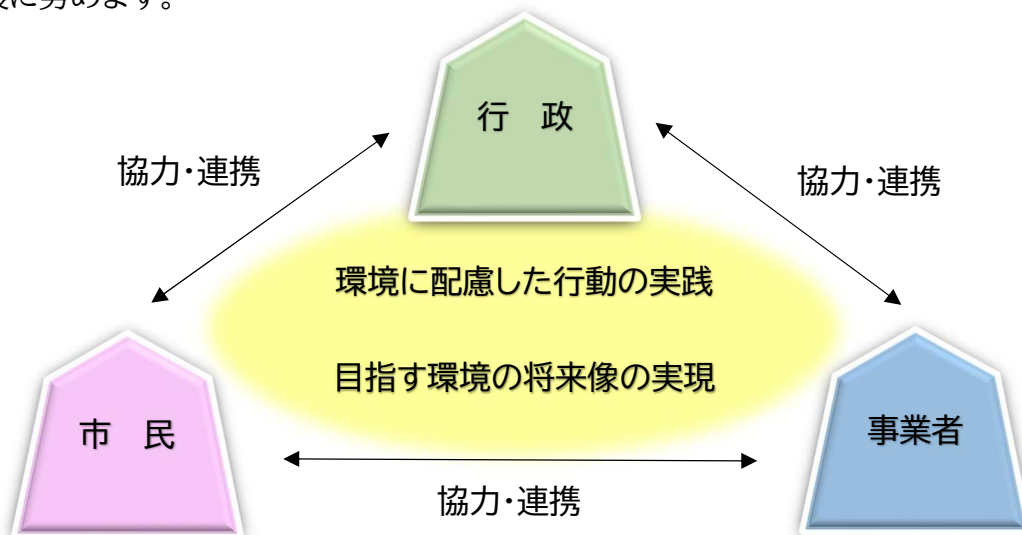 に努めます。
行　政
協力・連携
協力・連携
環境に配慮した行動の実践
目指す環境の将来像の実現
市　民
事業者
協力・連携